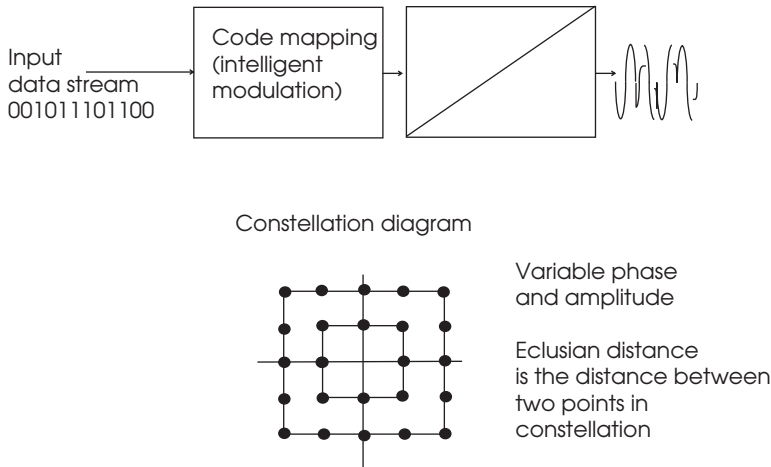 Input
data stream
001011101100
Code mapping
(intelligent
modulation)
Constellation diagram
Variable phase
and amplitude
Eclusian distance
is the distance between
two points in
constellation